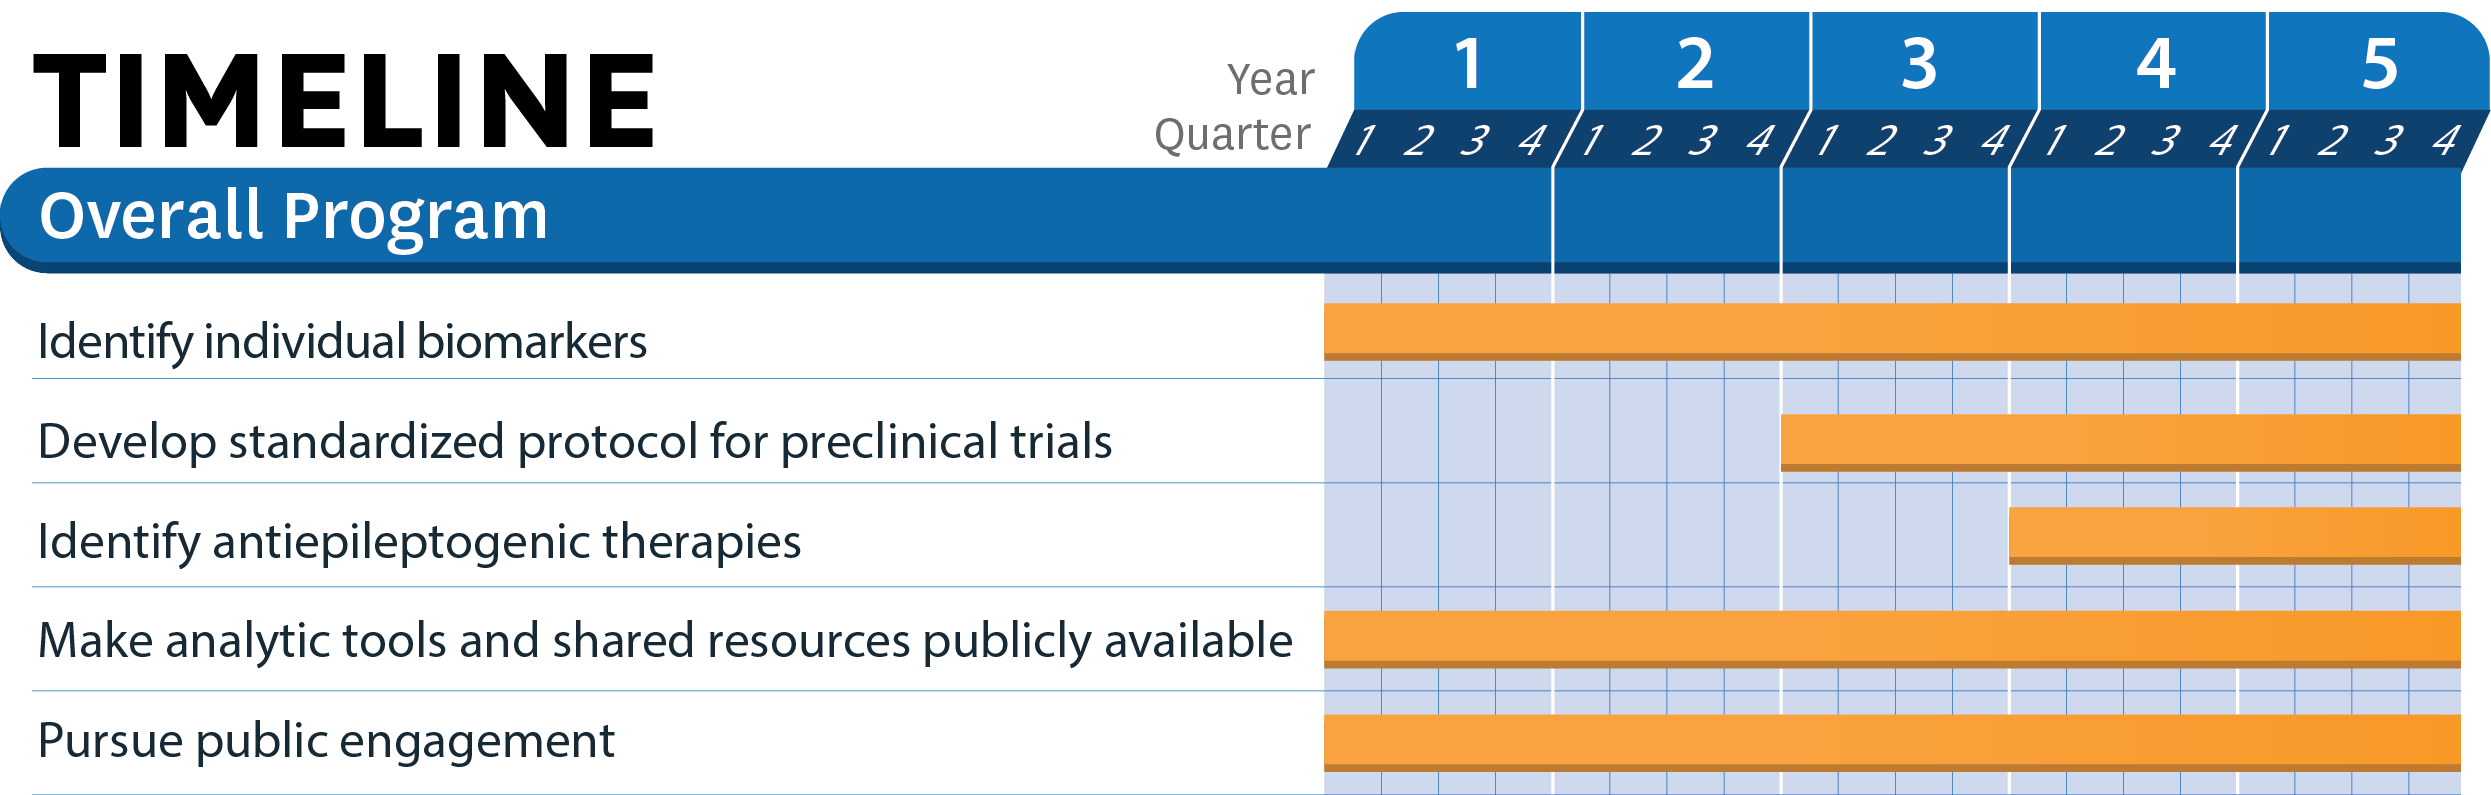 TIMELINE
Year 1 2 3 4 5
Quarter 1 2 3 4 1 2 3 4 1 2 3 4 1 2 3 4 1 2 3 4
Overall Program
Identify individual biomarkers
Develop standardized protocol for preclinical trials
Identify antiepileptogenic therapies
Make analytic tools and shared resources publicly available
Pursue public engagement